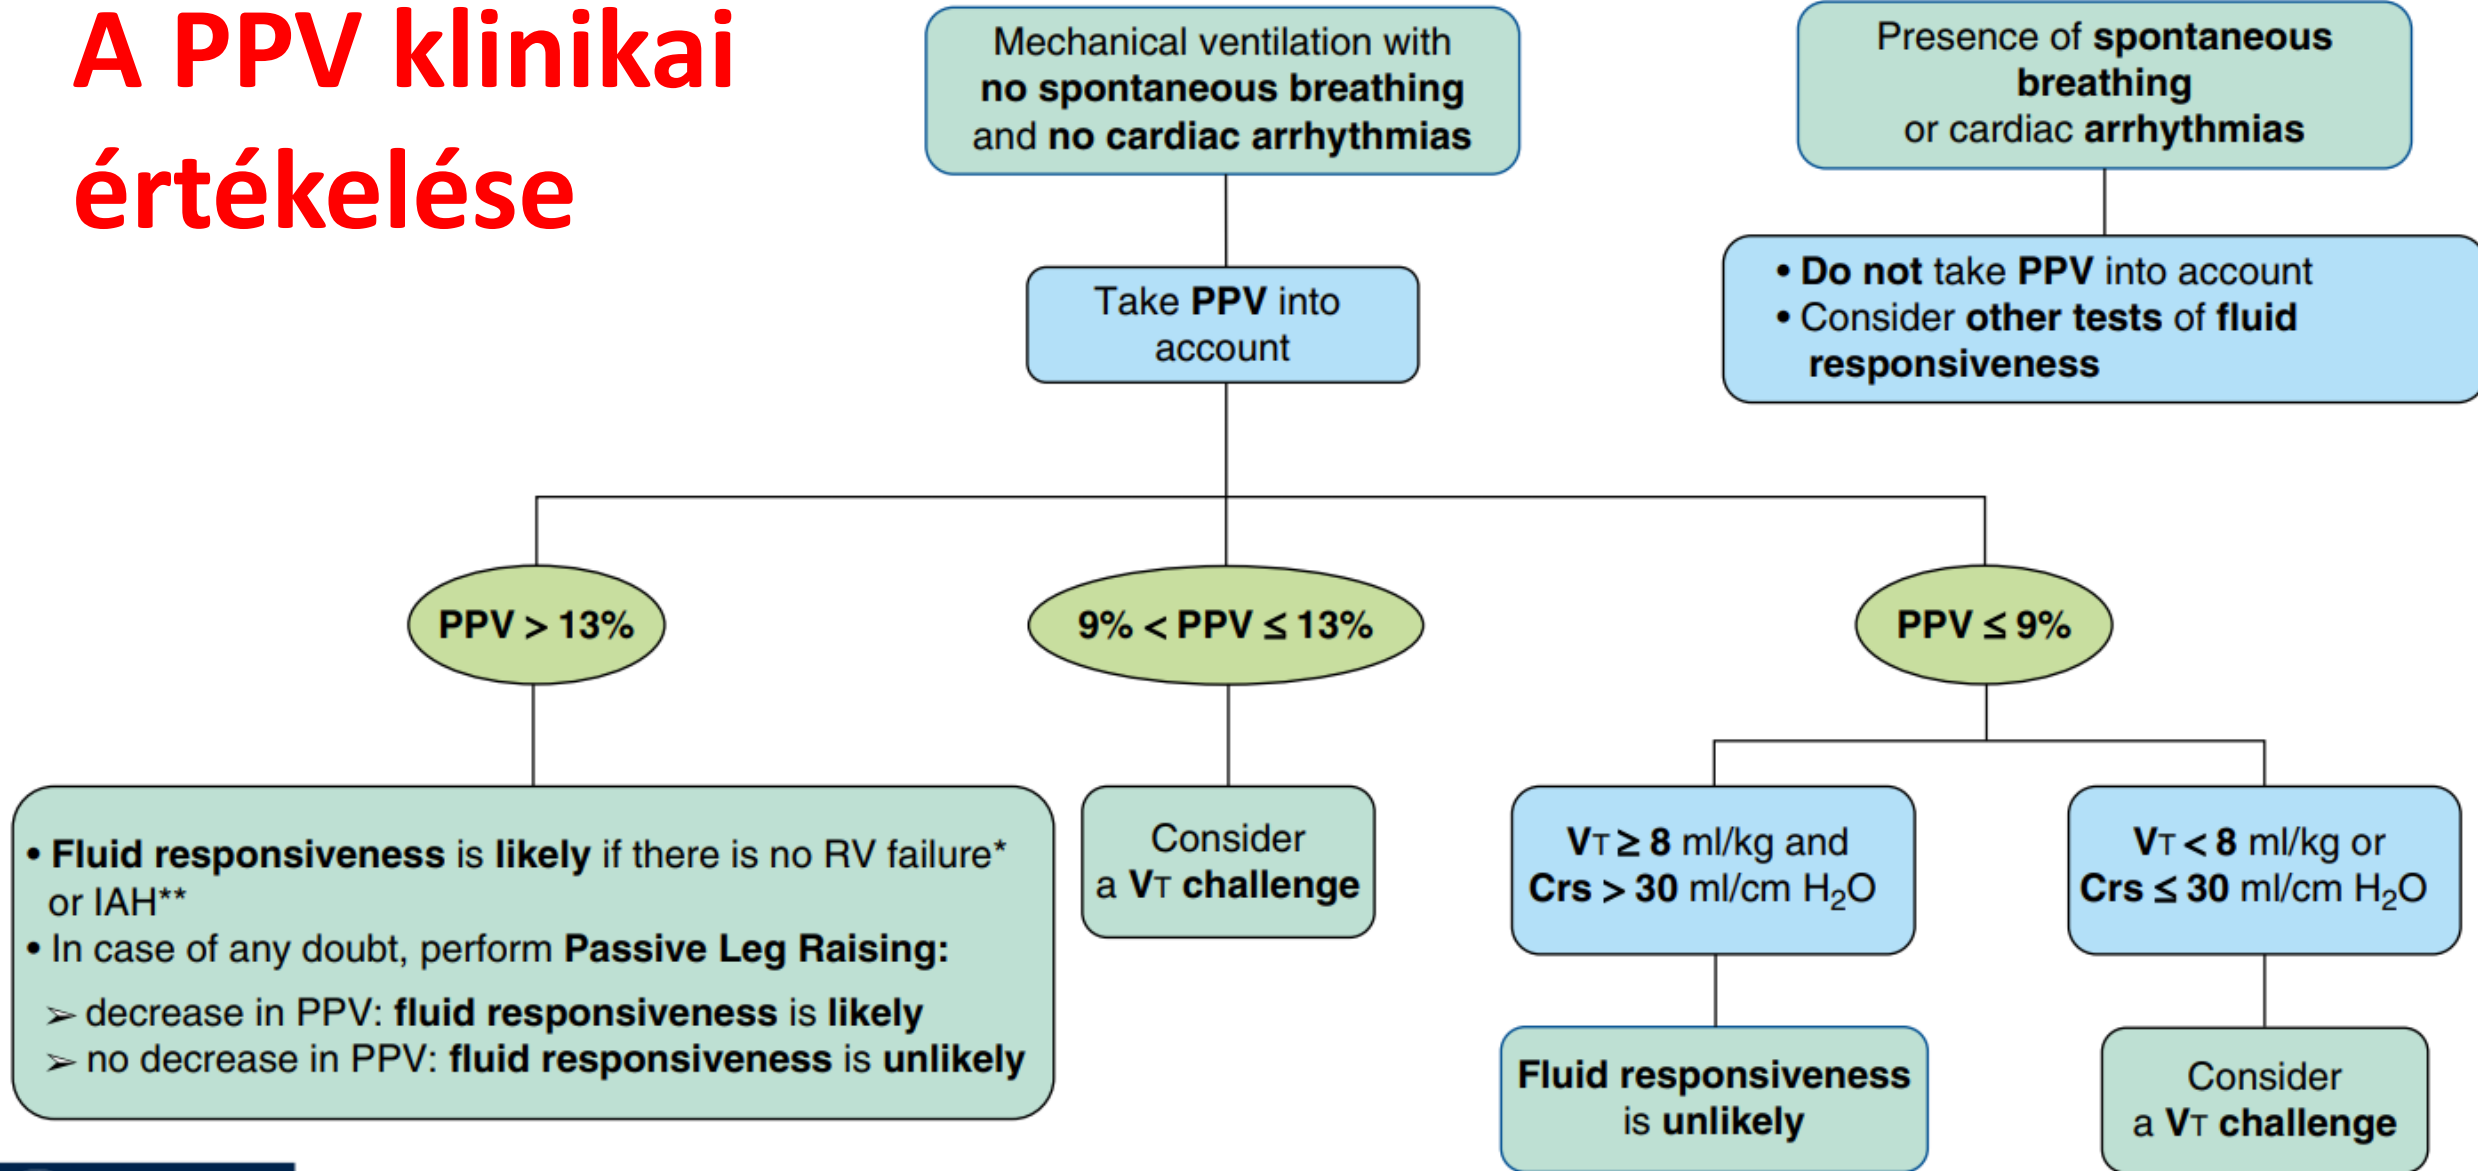 A PPV klinikai
értékelése
Mechanical ventilation with
no spontaneous breathing
and no cardiac arrhythmias
Presence of spontaneous
breathing
or cardiac arrhythmias
Take PPV into
account
• Do not take PPV into account
• Consider other tests of fluid
responsiveness
PPV > 13%
9% < PPV ≤ 13%
PPV ≤ 9%
• Fluid responsiveness is likely if there is no RV failure*
or IAH**
• In case of any doubt, perform Passive Leg Raising:
➢ decrease in PPV: fluid responsiveness is likely
➢ no decrease in PPV: fluid responsiveness is unlikely
Consider
a VT challenge
VT ≥ 8 ml/kg and
Crs > 30 ml/cm H₂O
VT < 8 ml/kg or
Crs ≤ 30 ml/cm H₂O
Fluid responsiveness
is unlikely
Consider
a VT challenge